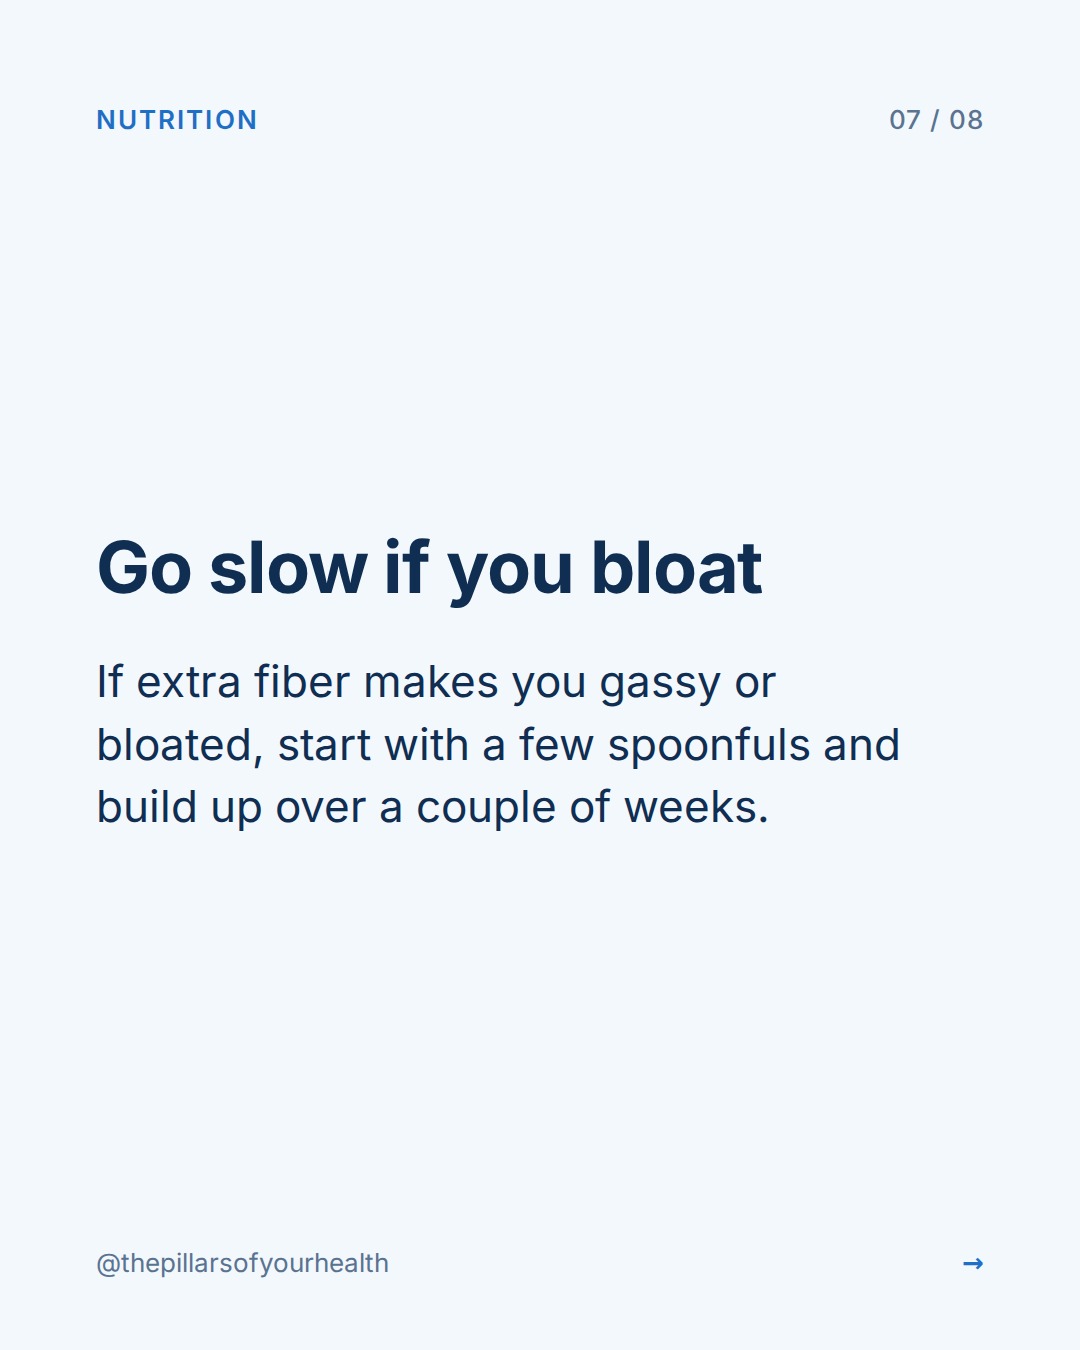 NUTRITION
07 / 08
Go slow if you bloat
If extra fiber makes you gassy or
bloated, start with a few spoonfuls and
build up over a couple of weeks.
@thepillarsofyourhealth
→